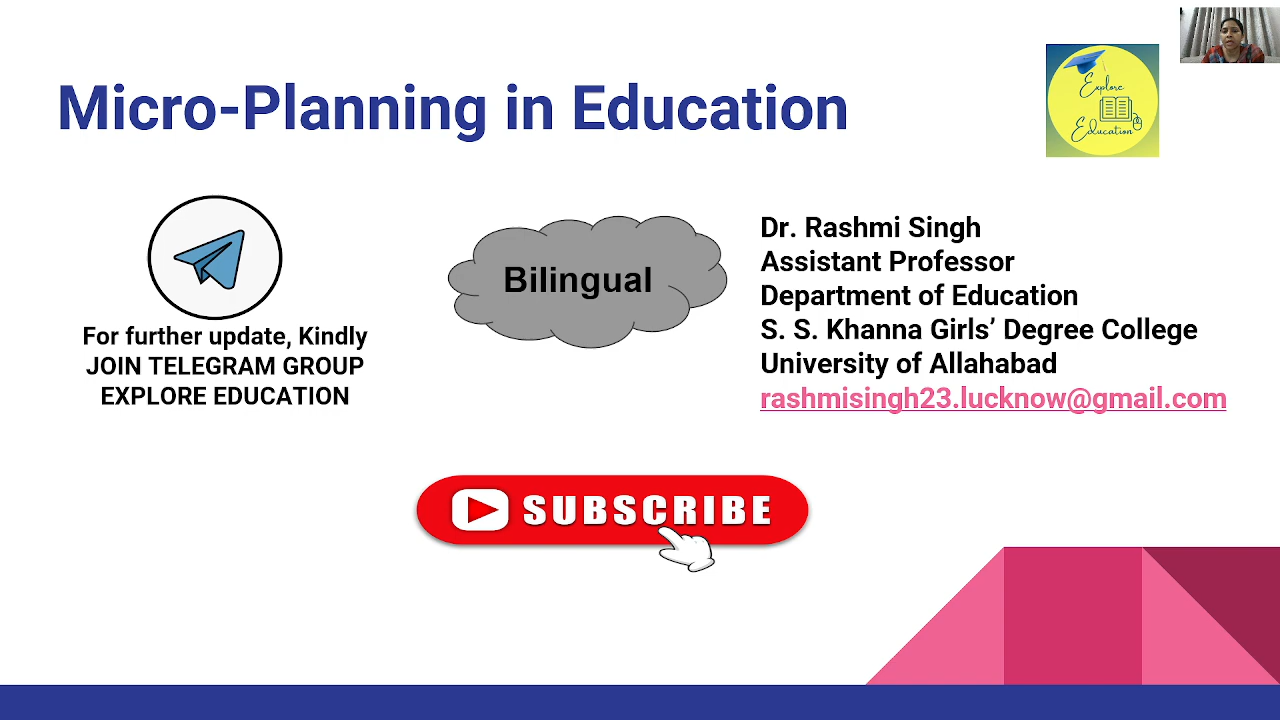 Micro-Planning in Education
Explore
Education
For further update, Kindly
JOIN TELEGRAM GROUP
EXPLORE EDUCATION
Bilingual
Dr. Rashmi Singh
Assistant Professor
Department of Education
S. S. Khanna Girls’ Degree College
University of Allahabad
rashmisingh23.lucknow@gmail.com
SUBSCRIBE